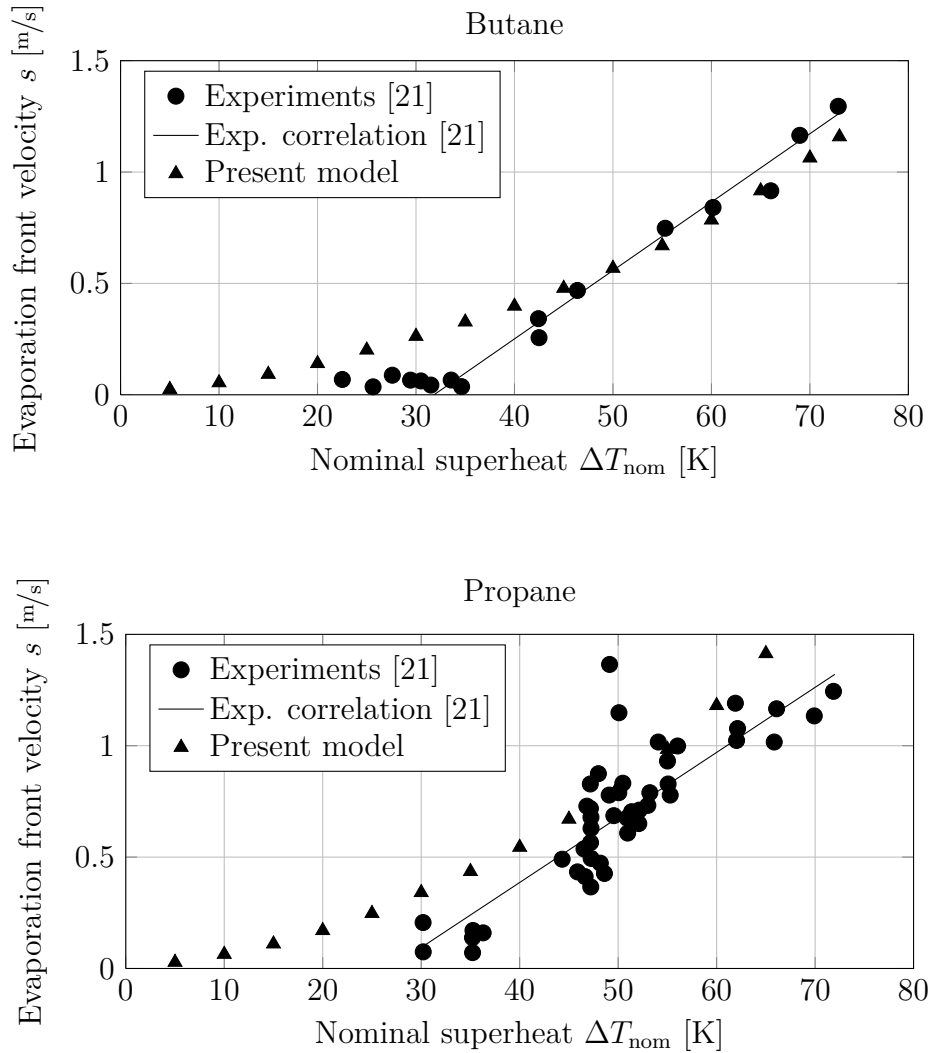 Butane
Evaporation front velocity s [m/s]
1.5
1
0.5
0
Experiments [21]
Exp. correlation [21]
Present model
0 10 20 30 40 50 60 70 80
Nominal superheat ΔTnom [K]
Propane
Evaporation front velocity s [m/s]
1.5
1
0.5
0
Experiments [21]
Exp. correlation [21]
Present model
0 10 20 30 40 50 60 70 80
Nominal superheat ΔTnom [K]